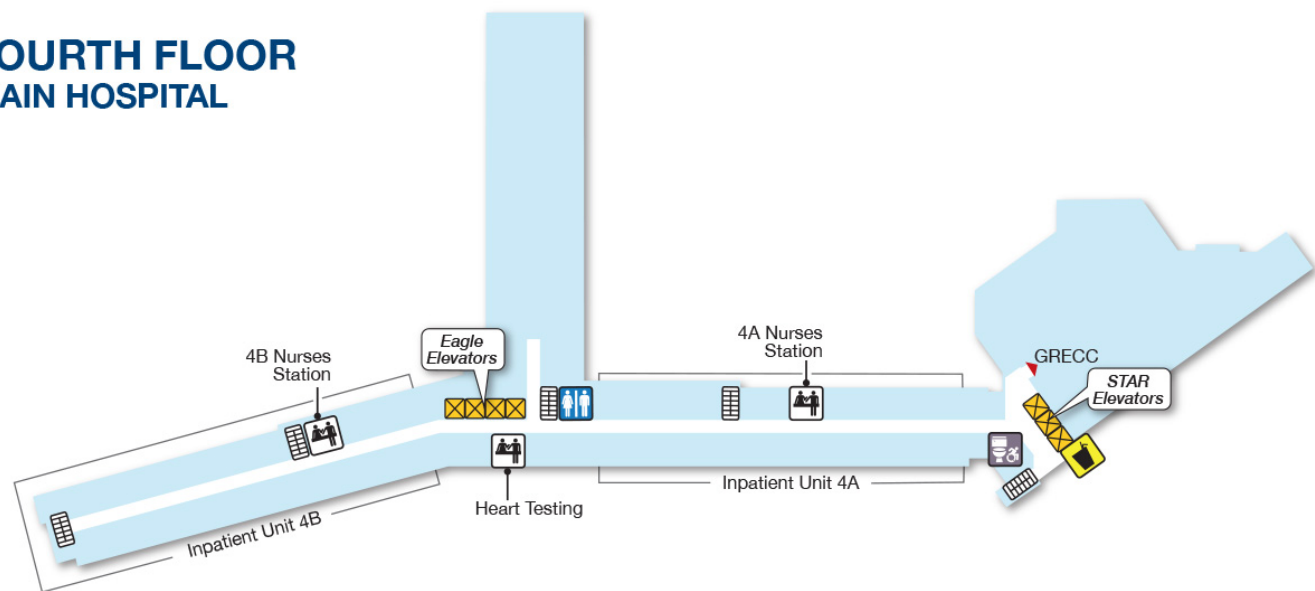 OURTH FLOOR
AIN HOSPITAL
4B Nurses
Station
Eagle
Elevators
4A Nurses
Station
GRECC
STAR
Elevators
Heart Testing
Inpatient Unit 4A
Inpatient Unit 4B